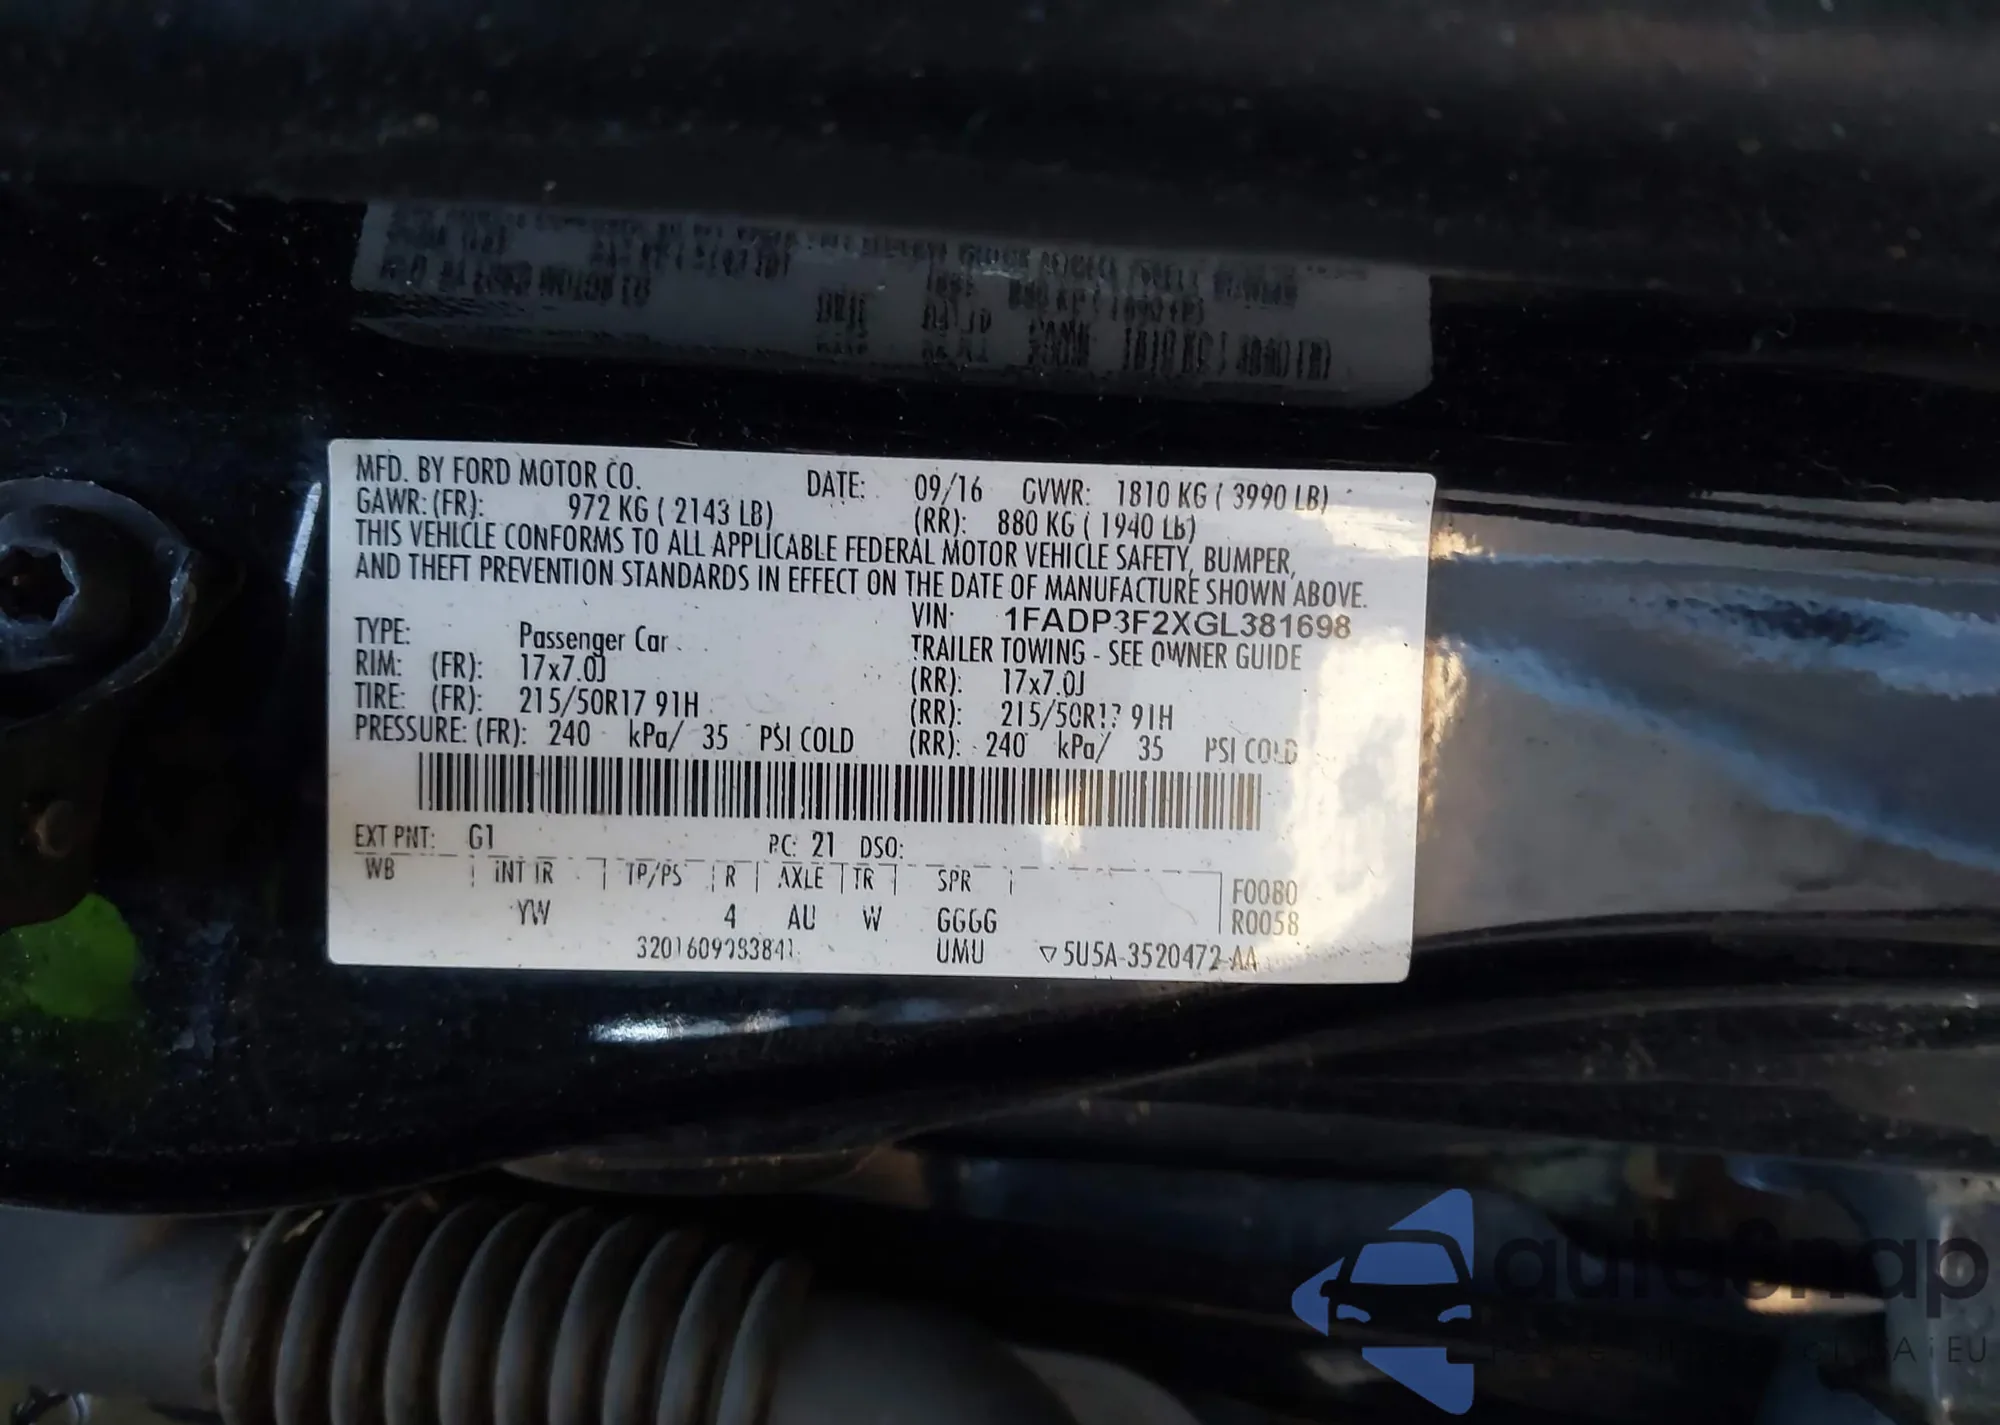 MFD. BY FORD MOTOR CO. DATE: 09/16 GVWR: 1810 KG ( 3990 LB)
GAWR: (FR): 972 KG ( 2143 LB) (RR): 880 KG ( 1940 LB)
THIS VEHICLE CONFORMS TO ALL APPLICABLE FEDERAL MOTOR VEHICLE SAFETY, BUMPER,
AND THEFT PREVENTION STANDARDS IN EFFECT ON THE DATE OF MANUFACTURE SHOWN ABOVE.
VIN: 1FADP3F2XGL381698
TYPE: Passenger Car TRAILER TOWING - SEE OWNER GUIDE
RIM: (FR): 17x7.0J (RR): 17x7.0J
TIRE: (FR): 215/50R17 91H (RR): 215/50R17 91H
PRESSURE: (FR): 240 kPa/ 35 PSI COLD (RR): 240 kPa/ 35 PSI COLD
EXT PNT: G1 PC: 21 DSO:
WB INT TR TP/PS R AXLE TR SPR F0080
YW 4 AU W GGGG R0058
UMU ▽5U5A-3520472-AA
autosnap